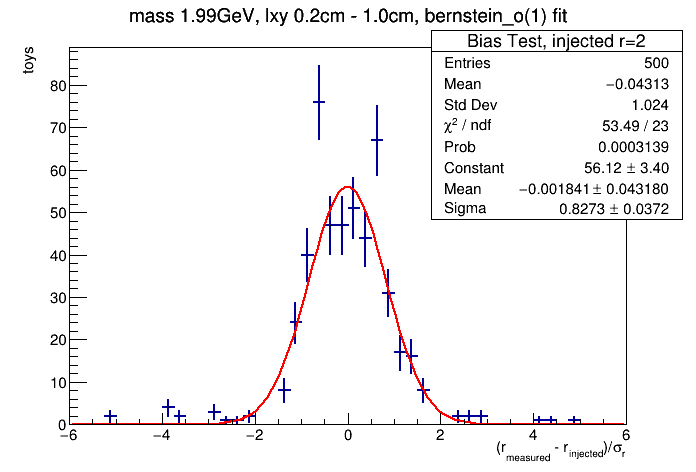 mass 1.99GeV, lxy 0.2cm - 1.0cm, bernstein_o(1) fit
toys
Bias Test, injected r=2
Entries 500
Mean −0.04313
Std Dev 1.024
χ² / ndf 53.49 / 23
Prob 0.0003139
Constant 56.12 ± 3.40
Mean −0.001841 ± 0.043180
Sigma 0.8273 ± 0.0372
80
70
60
50
40
30
20
10
0
−6 −4 −2 0 2 4 6
(r_measured - r_injected)/σ_r